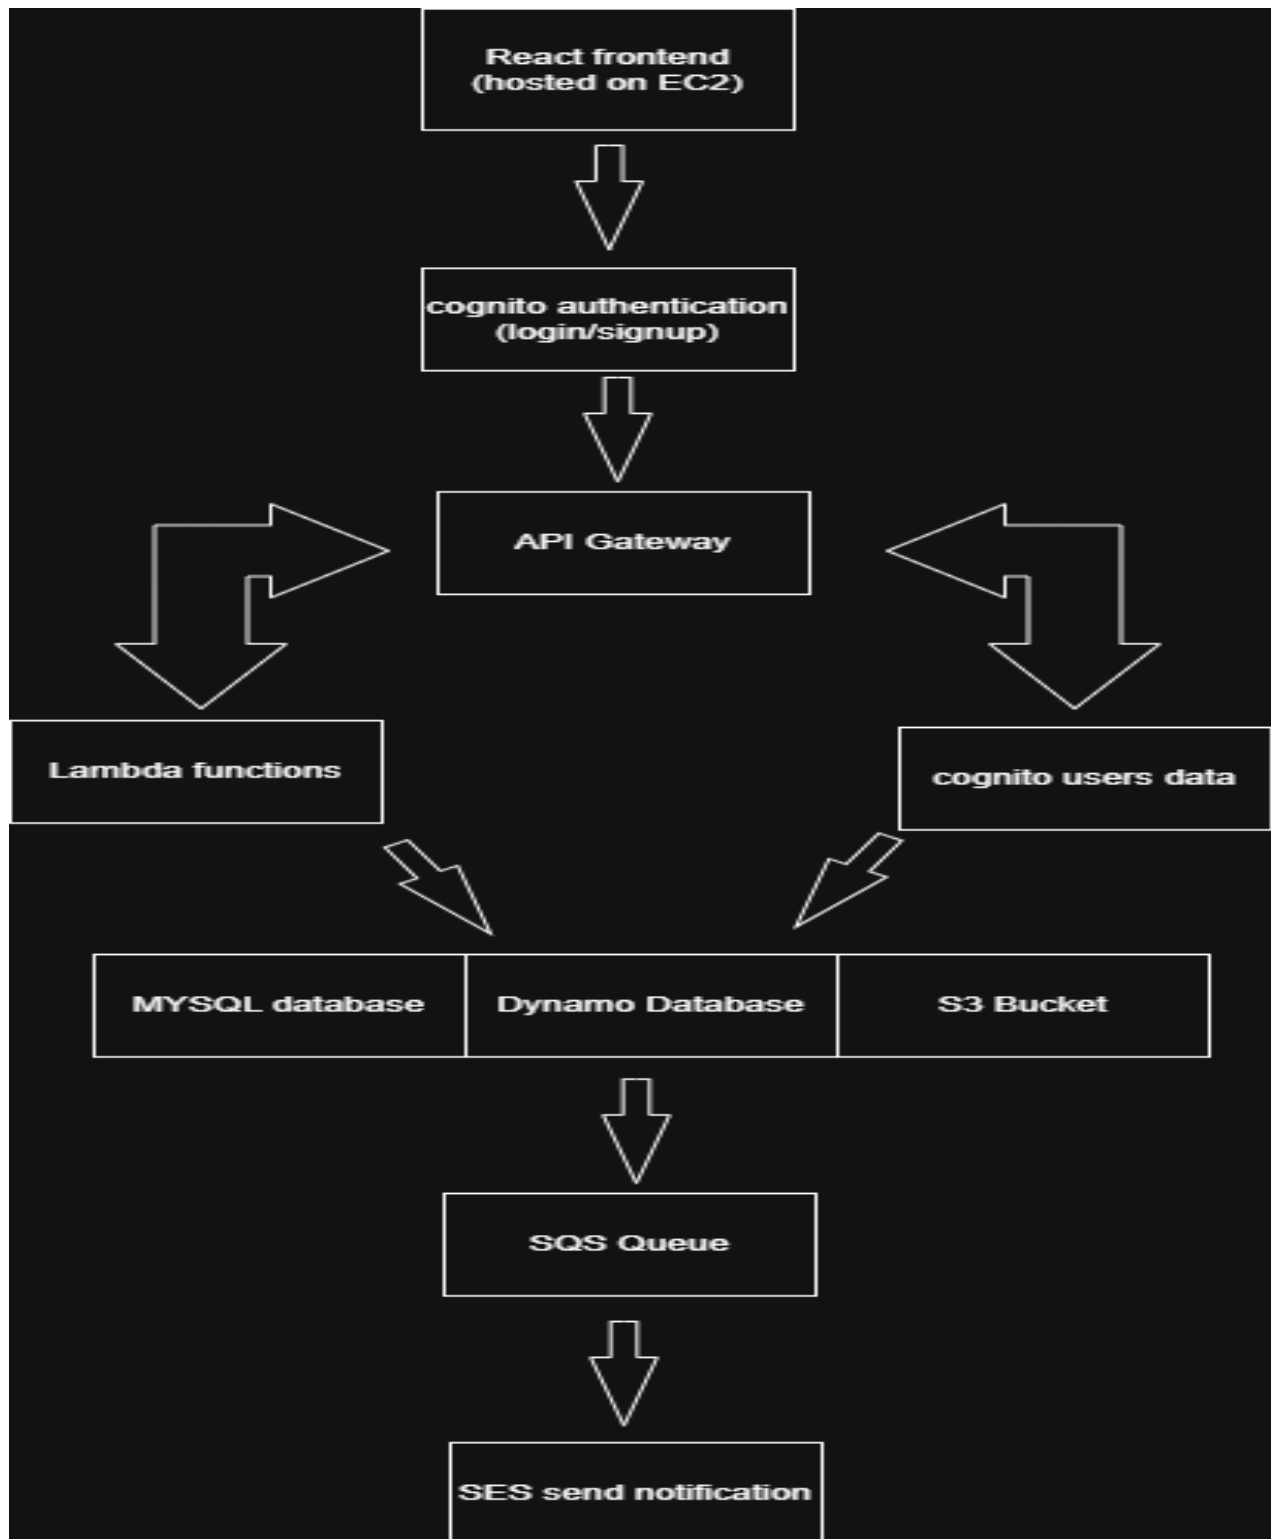 React frontend
(hosted on EC2)
cognito authentication
(login/signup)
API Gateway
Lambda functions
cognito users data
MYSQL database
Dynamo Database
S3 Bucket
SQS Queue
SES send notification